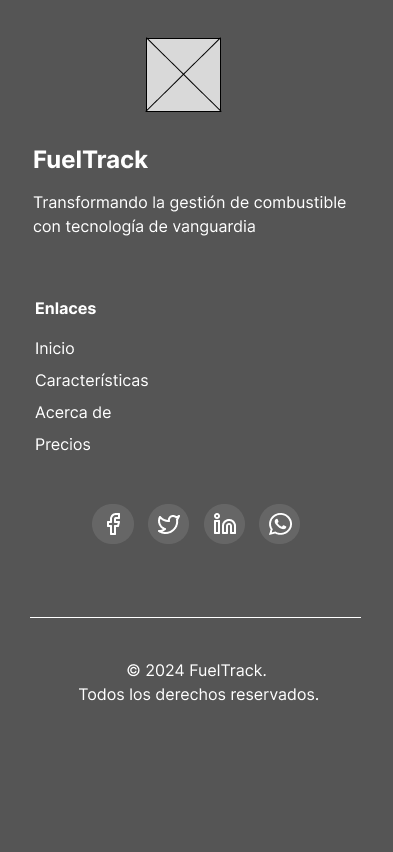 FuelTrack
Transformando la gestión de combustible
con tecnología de vanguardia
Enlaces
Inicio
Características
Acerca de
Precios
© 2024 FuelTrack.
Todos los derechos reservados.